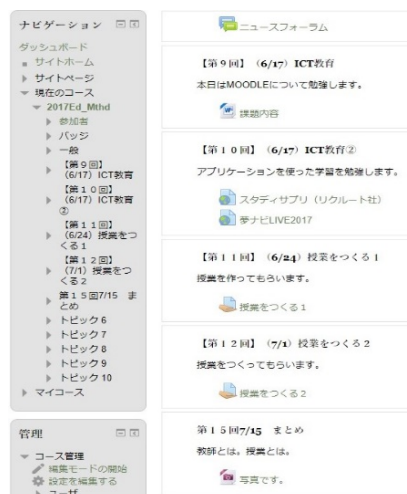 ナビゲーション
ダッシュボード
サイトホーム
サイトページ
現在のコース
2017Ed_Mthd
参加者
バッジ
一般
【第９回】
(6/17) ICT教育
【第１０回】
(6/17) ICT教育
②
【第１１回】
(6/24) 授業をつ
くる１
【第１２回】
(7/1) 授業をつ
くる２
第１５回7/15 ま
とめ
トピック 6
トピック 7
トピック 8
トピック 9
トピック 10
マイコース
管理
コース管理
編集モードの開始
設定を編集する
ユーザ
ニュースフォーラム
【第９回】（6/17）ICT教育
本日はMOODLEについて勉強します。
課題内容
【第１０回】（6/17）ICT教育②
アプリケーションを使った学習を勉強します。
スタディサプリ（リクルート社）
夢ナビLIVE2017
【第１１回】（6/24）授業をつくる１
授業を作ってもらいます。
授業をつくる１
【第１２回】（7/1）授業をつくる２
授業をつくってもらいます。
授業をつくる２
第１５回7/15 まとめ
教師とは。授業とは。
写真です。